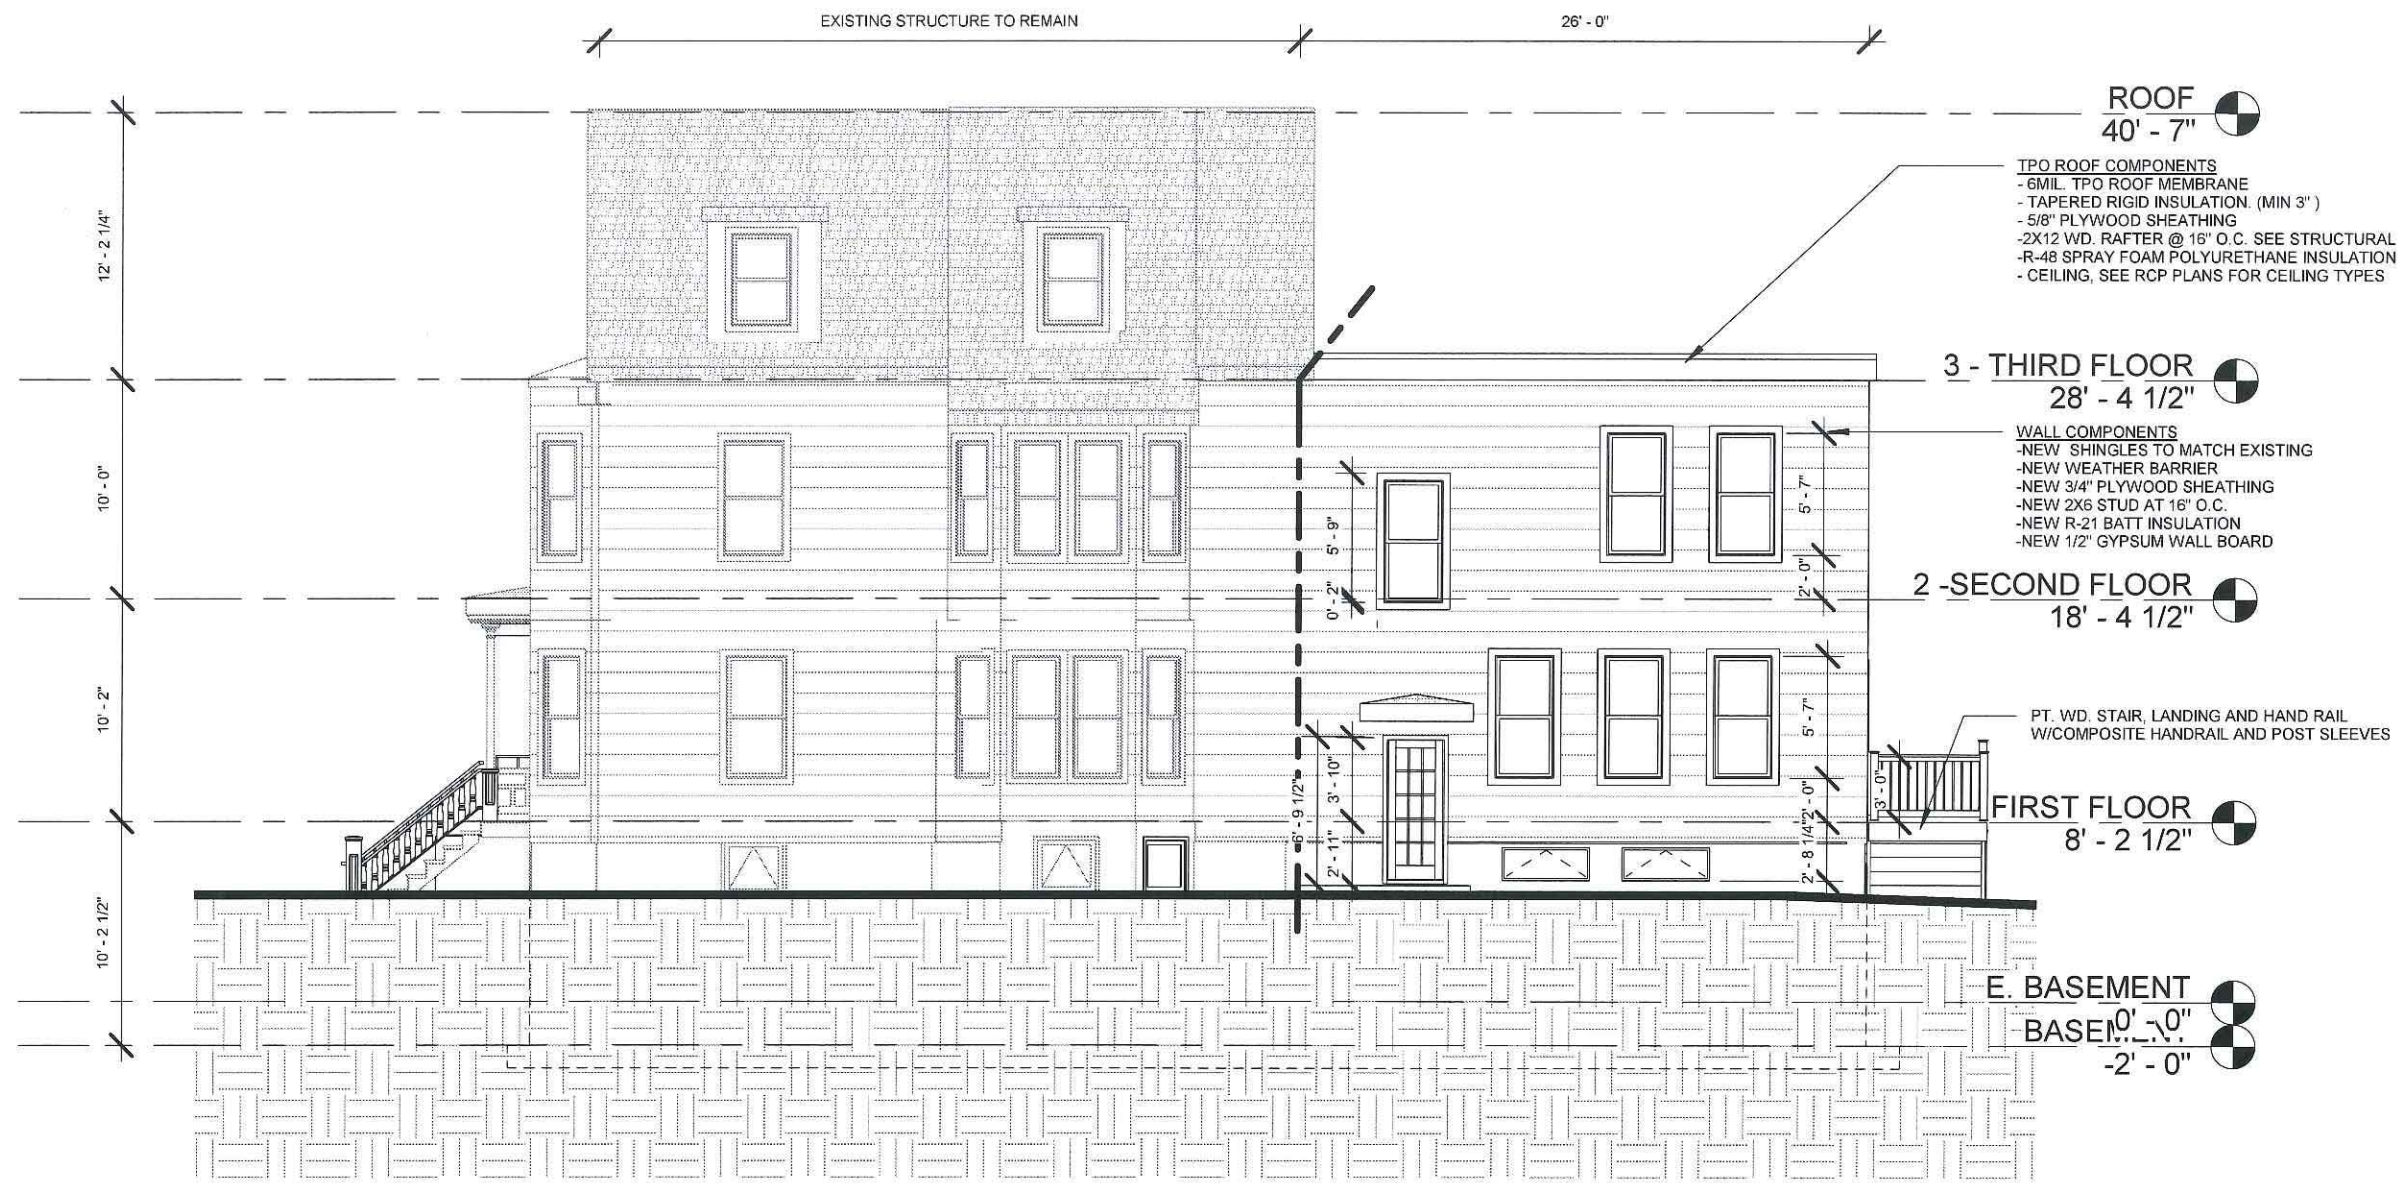 EXISTING STRUCTURE TO REMAIN
26' - 0"
ROOF
40' - 7"
TPO ROOF COMPONENTS
- 6MIL. TPO ROOF MEMBRANE
- TAPERED RIGID INSULATION. (MIN 3" )
- 5/8" PLYWOOD SHEATHING
-2X12 WD. RAFTER @ 16" O.C. SEE STRUCTURAL
-R-48 SPRAY FOAM POLYURETHANE INSULATION
- CEILING, SEE RCP PLANS FOR CEILING TYPES
12' - 2 1/4"
3 - THIRD FLOOR
28' - 4 1/2"
WALL COMPONENTS
-NEW  SHINGLES TO MATCH EXISTING
-NEW WEATHER BARRIER
-NEW 3/4" PLYWOOD SHEATHING
-NEW 2X6 STUD AT 16" O.C.
-NEW R-21 BATT INSULATION
-NEW 1/2" GYPSUM WALL BOARD
10' - 0"
5' - 9"
0' - 2"
5' - 7"
2' - 0"
2 -SECOND FLOOR
18' - 4 1/2"
10' - 2"
PT. WD. STAIR, LANDING AND HAND RAIL
W/COMPOSITE HANDRAIL AND POST SLEEVES
6' - 9 1/2"
3' - 10"
2' - 11"
5' - 7"
2' - 0"
2' - 8 1/4"
3' - 0"
FIRST FLOOR
8' - 2 1/2"
10' - 2 1/2"
E. BASEMENT
0' - 0"
BASEMENT
-2' - 0"